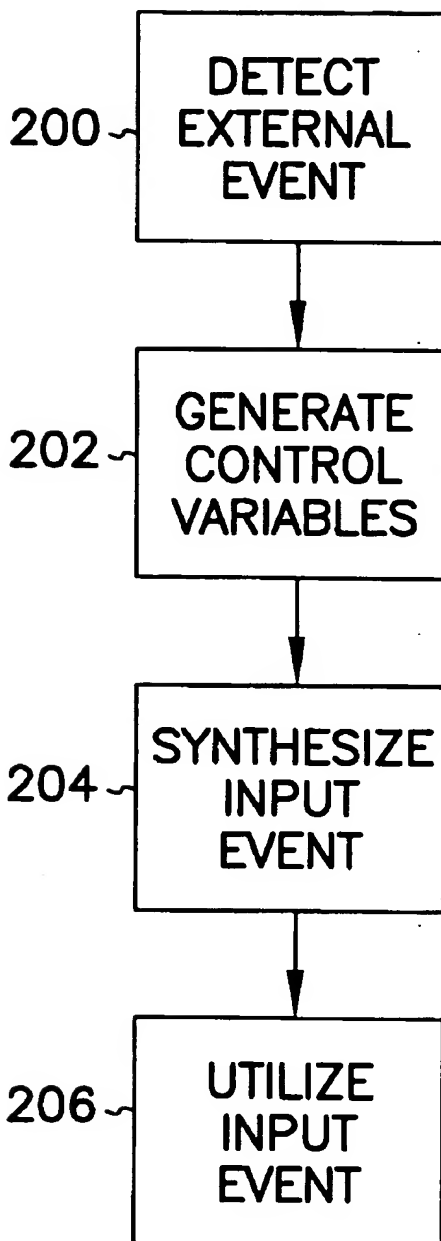 200
DETECT
EXTERNAL
EVENT
202
GENERATE
CONTROL
VARIABLES
204
SYNTHESIZE
INPUT
EVENT
206
UTILIZE
INPUT
EVENT